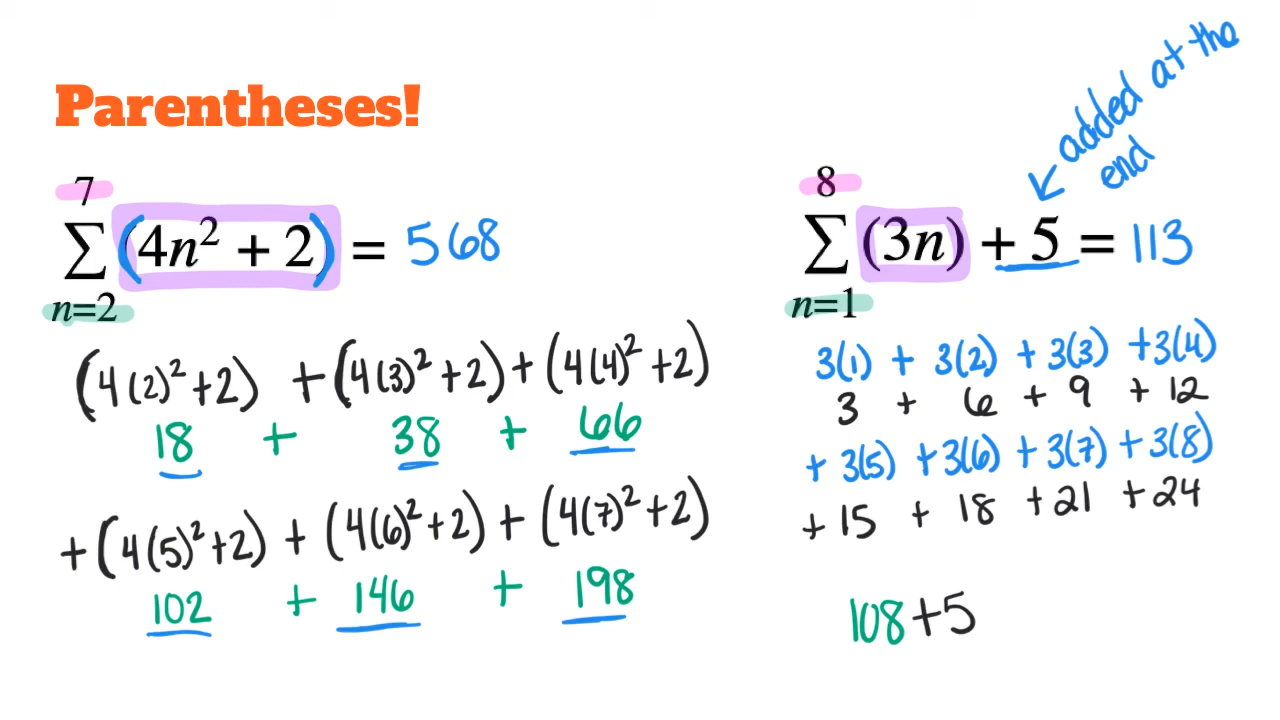 Parentheses!
7
∑ (4n² + 2) = 568
n=2
(4(2)² + 2) + (4(3)² + 2) + (4(4)² + 2)
18 + 38 + 66
+ (4(5)² + 2) + (4(6)² + 2) + (4(7)² + 2)
102 + 146 + 198
added at the
end
8
∑ (3n) + 5 = 113
n=1
3(1) + 3(2) + 3(3) + 3(4)
3 + 6 + 9 + 12
+ 3(5) + 3(6) + 3(7) + 3(8)
+ 15 + 18 + 21 + 24
108 + 5